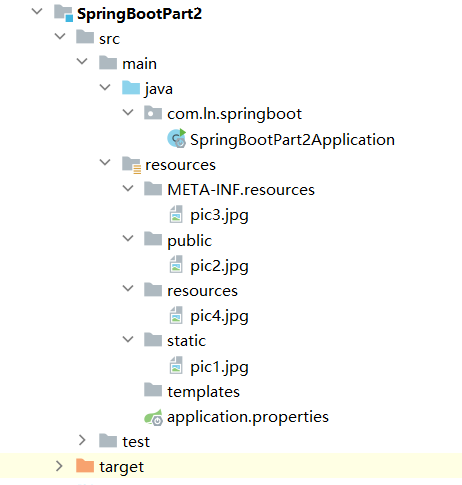 SpringBootPart2
src
main
java
com.ln.springboot
SpringBootPart2Application
resources
META-INF.resources
pic3.jpg
public
pic2.jpg
resources
pic4.jpg
static
pic1.jpg
templates
application.properties
test
target